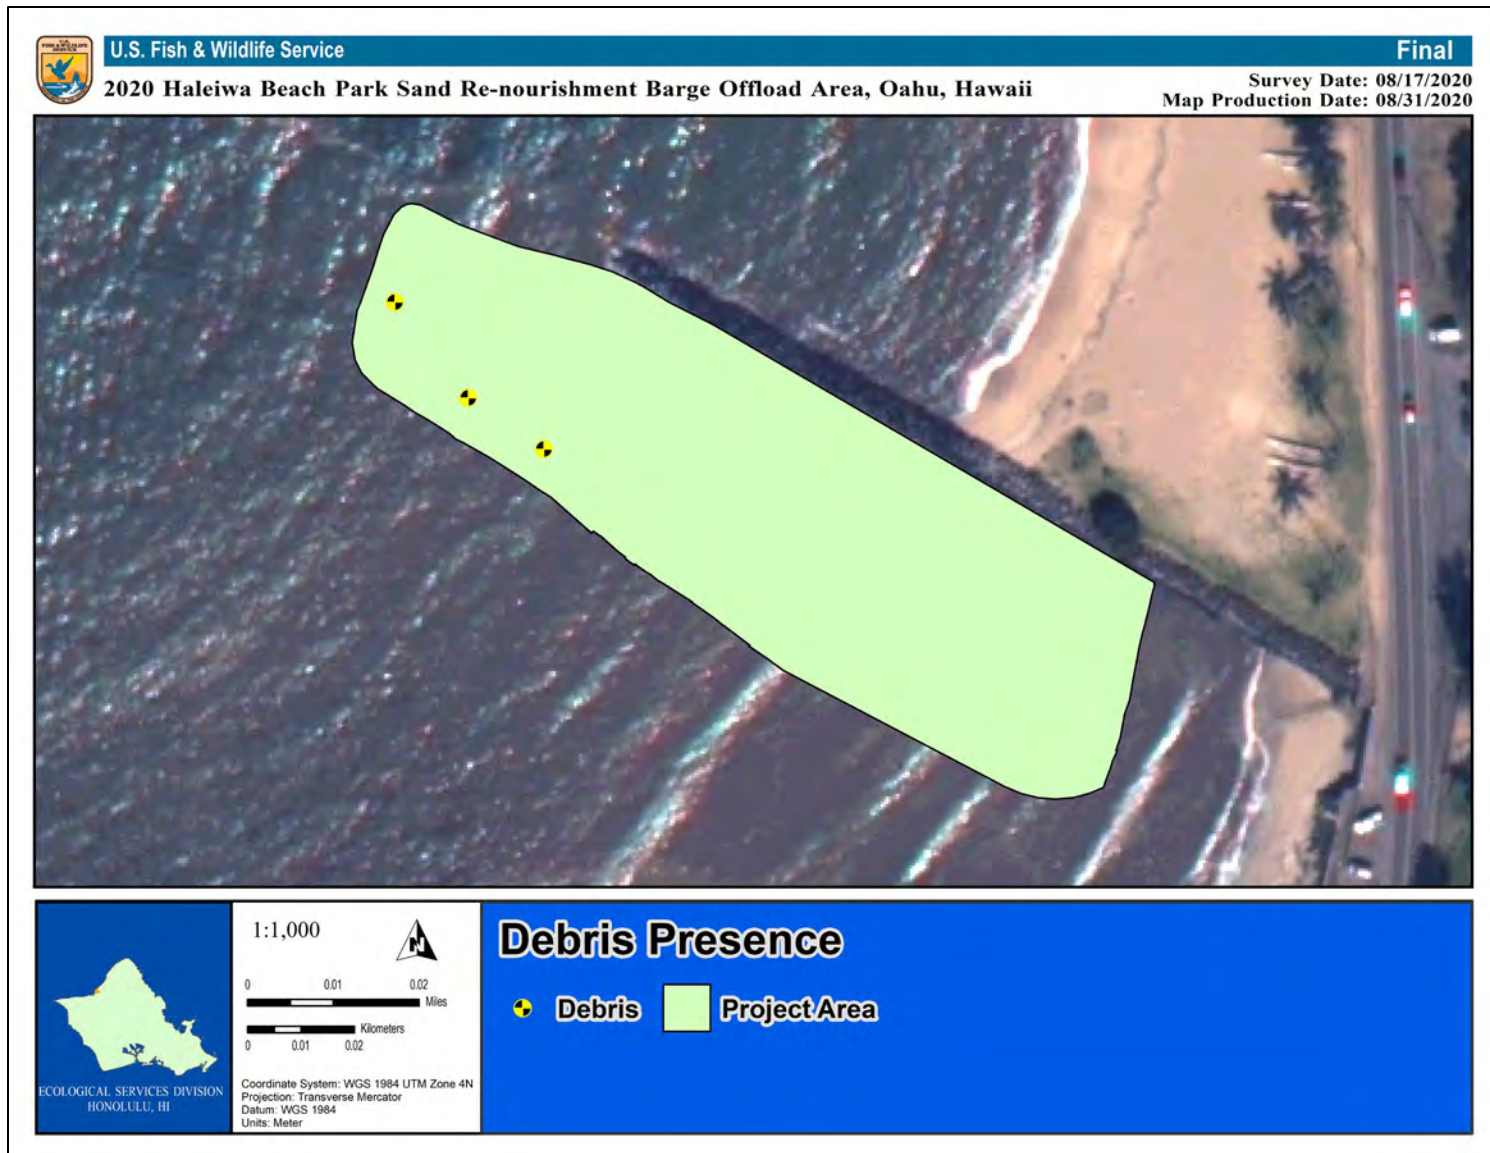 U.S.
FISH & WILDLIFE
SERVICE
U.S. Fish & Wildlife Service
Final
2020 Haleiwa Beach Park Sand Re-nourishment Barge Offload Area, Oahu, Hawaii
Survey Date: 08/17/2020
Map Production Date: 08/31/2020
ECOLOGICAL SERVICES DIVISION
HONOLULU, HI
1:1,000
N
0 0.01 0.02
Miles
Kilometers
0 0.01 0.02
Coordinate System: WGS 1984 UTM Zone 4N
Projection: Transverse Mercator
Datum: WGS 1984
Units: Meter
Debris Presence
Debris
Project Area